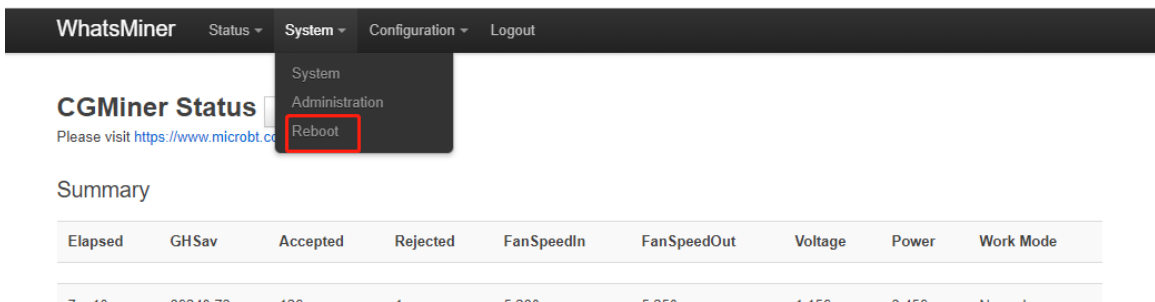 WhatsMiner Status System Configuration Logout
System
Administration
Reboot
CGMiner Status
Please visit https://www.microbt.co
Summary
Elapsed GHSav Accepted Rejected FanSpeedIn FanSpeedOut Voltage Power Work Mode